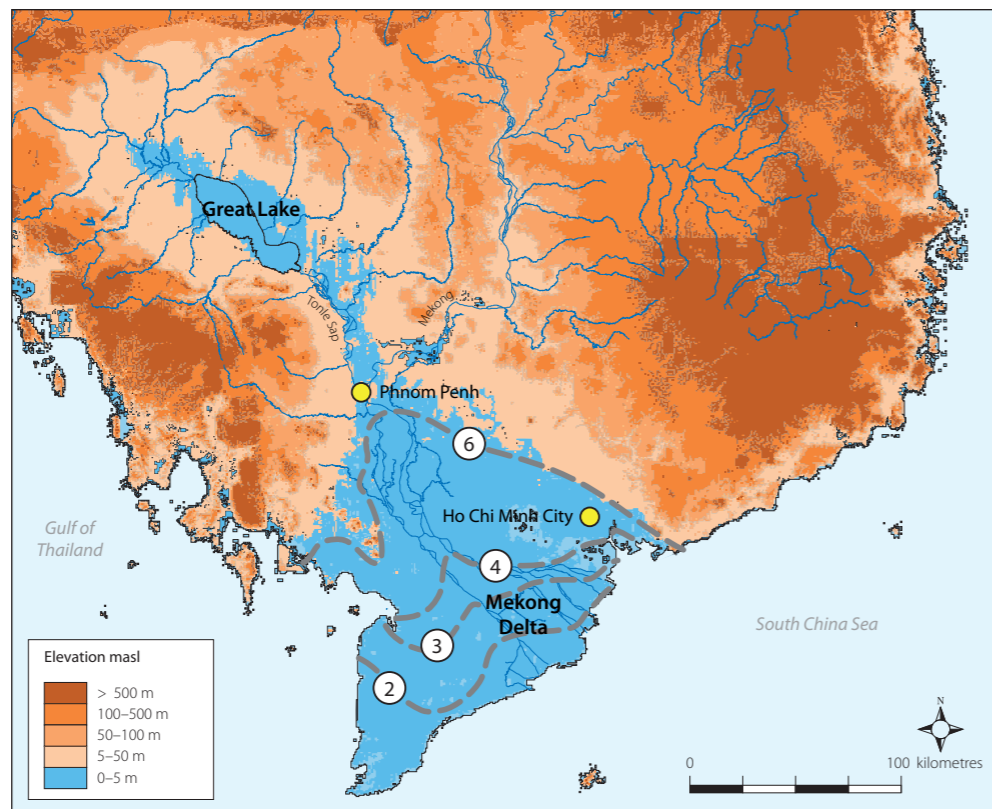 Great Lake
Tonle Sap
Mekong
Phnom Penh
6
Ho Chi Minh City
Gulf of
Thailand
4
Mekong
Delta
South China Sea
3
2
Elevation masl
> 500 m
100–500 m
50–100 m
5–50 m
0–5 m
N
0
100 kilometres